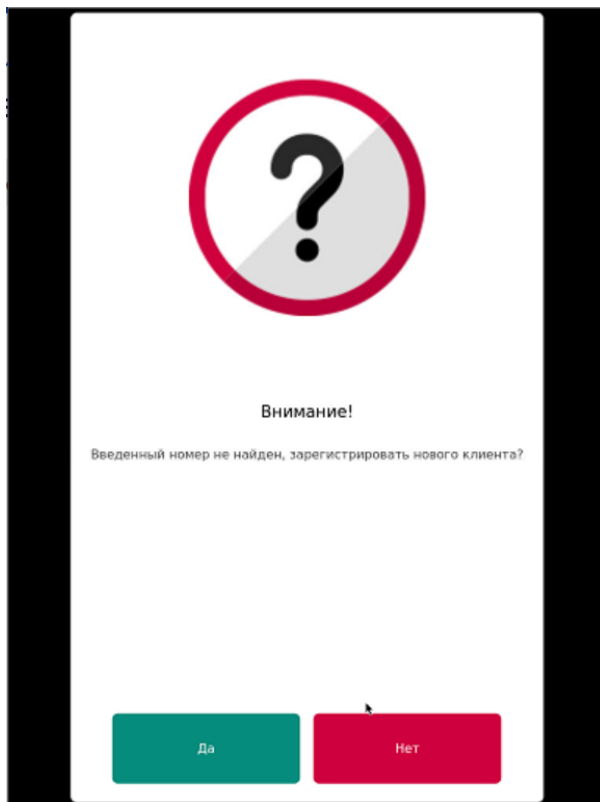 ?
Внимание!
Введенный номер не найден, зарегистрировать нового клиента?
Да
Нет